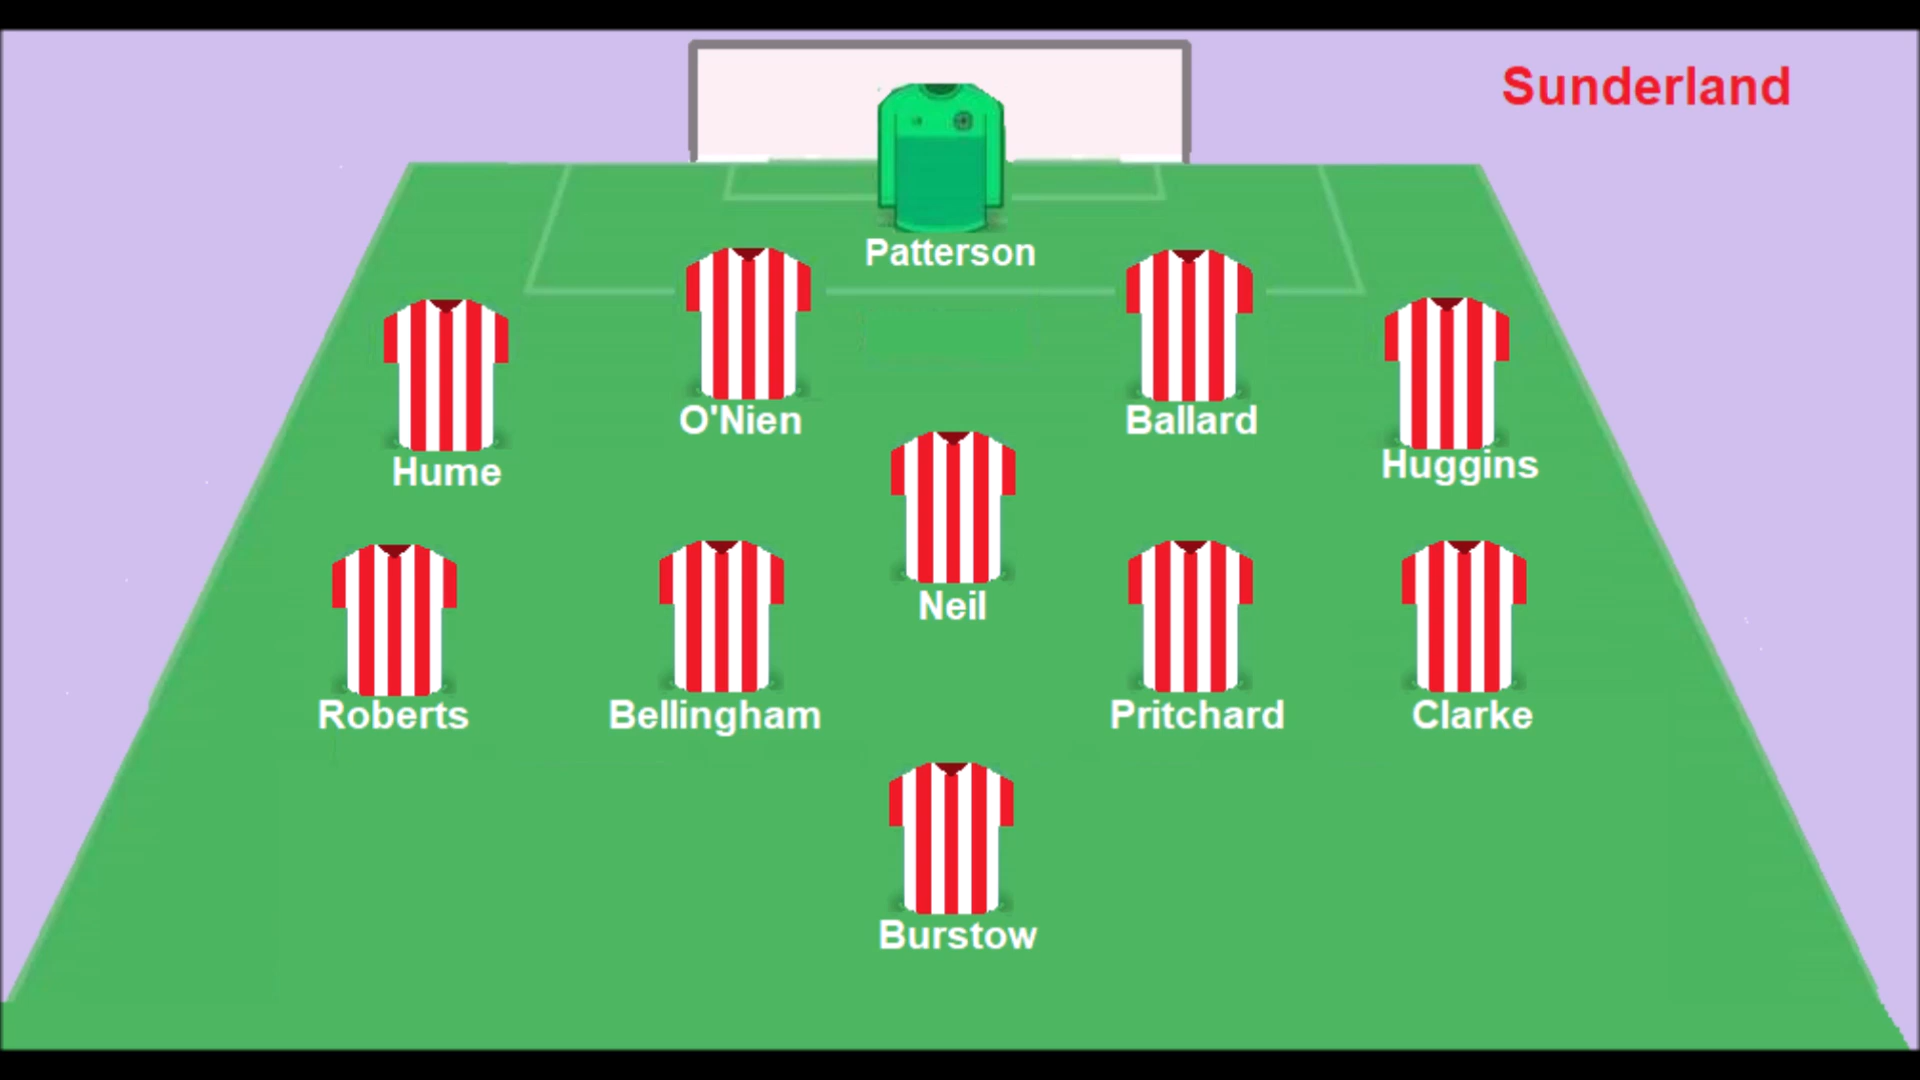 Sunderland
Patterson
O'Nien
Ballard
Hume
Huggins
Neil
Roberts
Bellingham
Pritchard
Clarke
Burstow